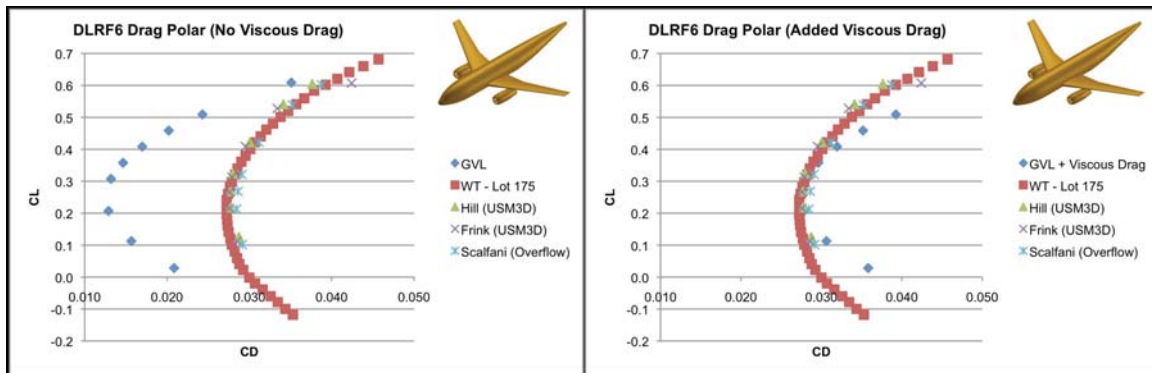 DLRF6 Drag Polar (No Viscous Drag)
0.7
0.6
0.5
0.4
0.3
0.2
0.1
0.0
-0.1
-0.2
0.010
0.020
0.030
0.040
0.050
CL
CD
GVL
WT - Lot 175
Hill (USM3D)
Frink (USM3D)
Scalfani (Overflow)
DLRF6 Drag Polar (Added Viscous Drag)
0.7
0.6
0.5
0.4
0.3
0.2
0.1
0.0
-0.1
-0.2
0.010
0.020
0.030
0.040
0.050
CL
CD
GVL + Viscous Drag
WT - Lot 175
Hill (USM3D)
Frink (USM3D)
Scalfani (Overflow)